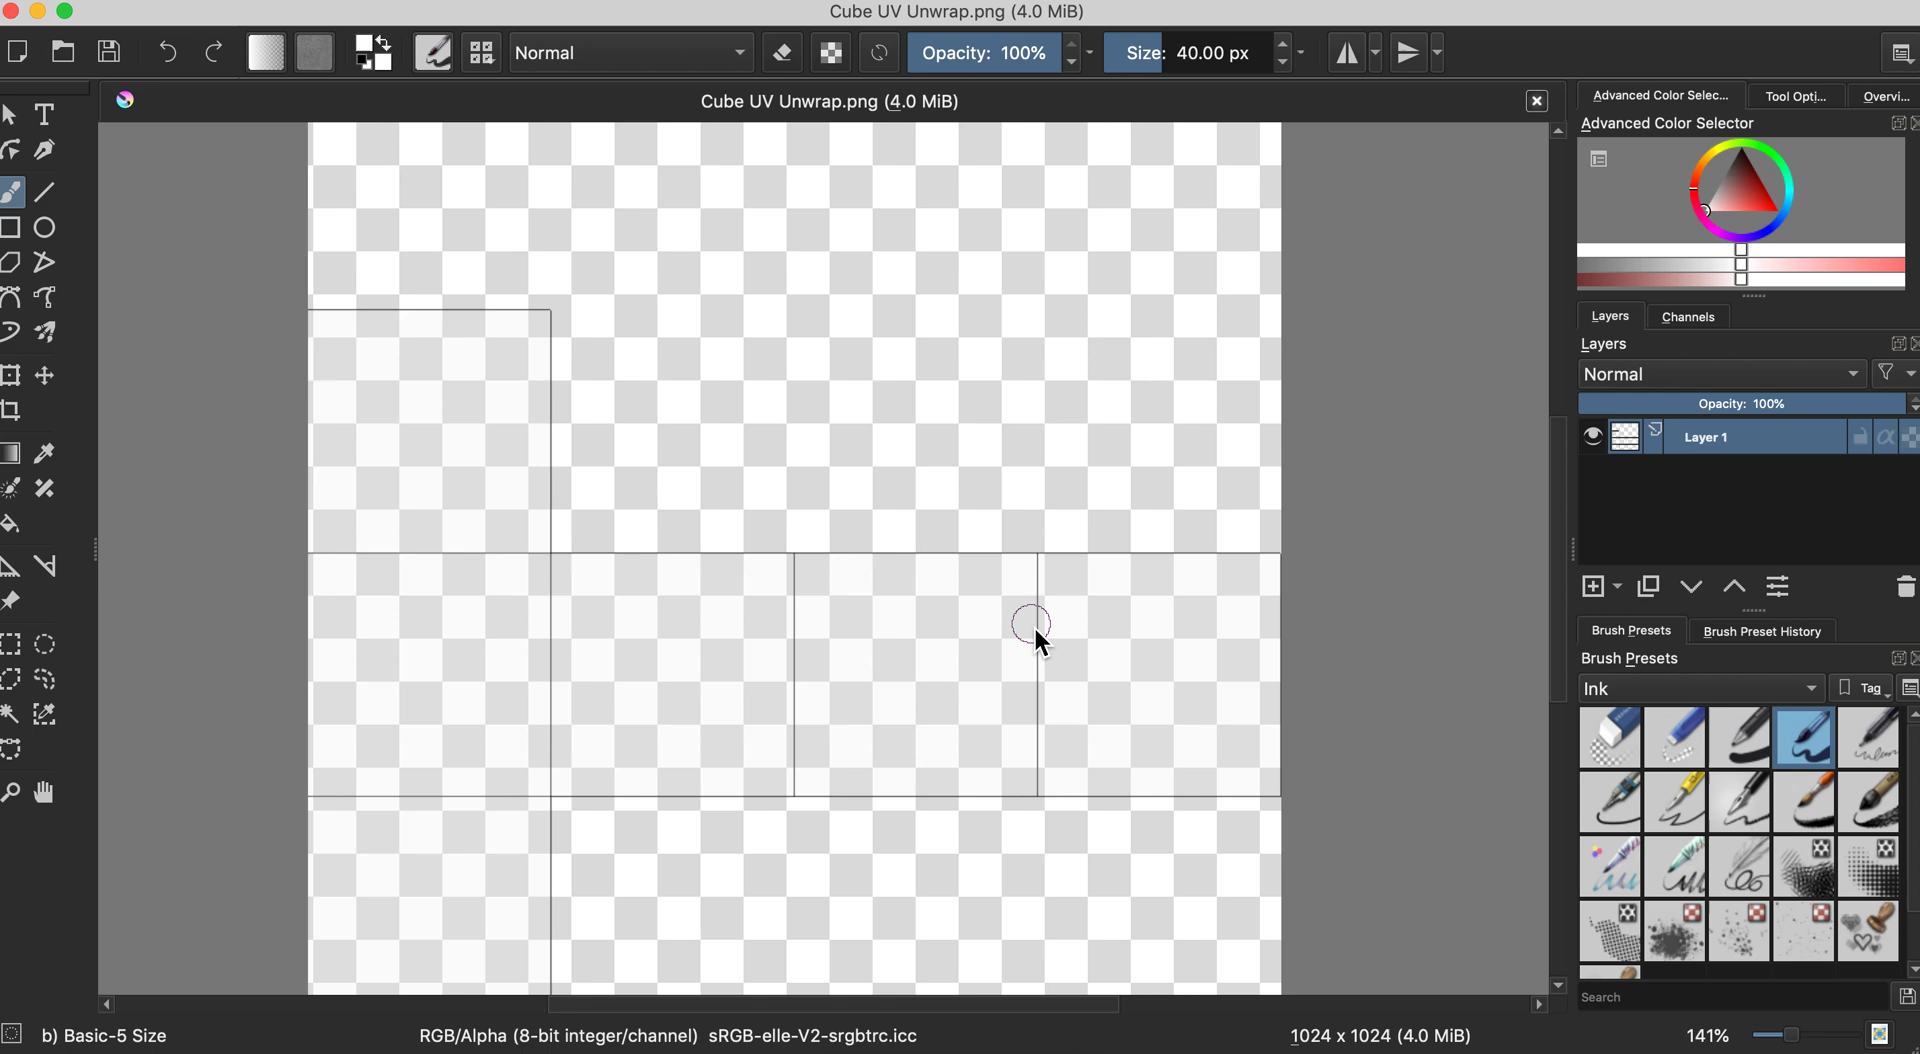 Cube UV Unwrap.png (4.0 MiB)
Normal
Opacity: 100%
Size: 40.00 px
Cube UV Unwrap.png (4.0 MiB)
Advanced Color Selec...
Tool Opti...
Overvi...
Advanced Color Selector
T
Layers
Channels
Layers
Normal
Opacity: 100%
Layer 1
Brush Presets
Brush Preset History
Brush Presets
Ink
Tag
Search
b) Basic-5 Size
RGB/Alpha (8-bit integer/channel) sRGB-elle-V2-srgbtrc.icc
1024 x 1024 (4.0 MiB)
141%